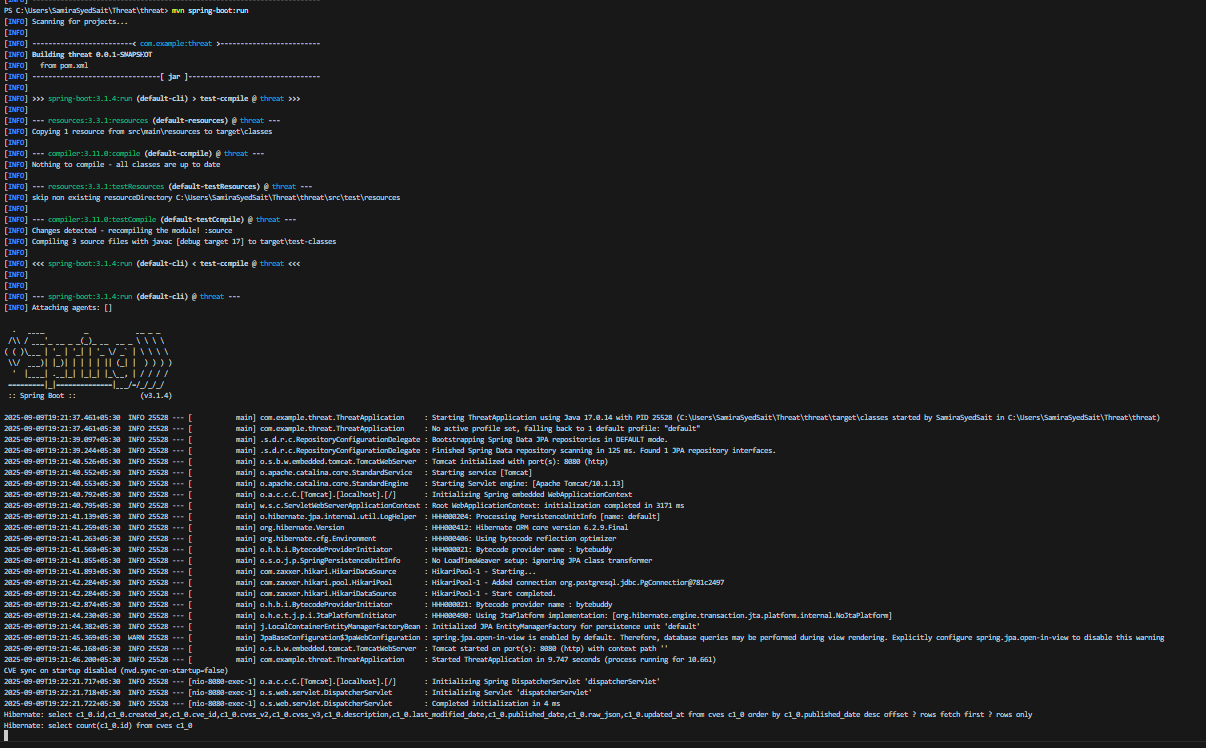 PS C:\Users\SamiraSyedSait\Threat\threat> mvn spring-boot:run
[INFO] Scanning for projects...
[INFO]
[INFO] -------------------------< com.example:threat >-------------------------
[INFO] Building threat 0.0.1-SNAPSHOT
[INFO]   from pom.xml
[INFO] --------------------------------[ jar ]---------------------------------
[INFO]
[INFO] >>> spring-boot:3.1.4:run (default-cli) > test-compile @ threat >>>
[INFO]
[INFO] --- resources:3.3.1:resources (default-resources) @ threat ---
[INFO] Copying 1 resource from src\main\resources to target\classes
[INFO]
[INFO] --- compiler:3.11.0:compile (default-compile) @ threat ---
[INFO] Nothing to compile - all classes are up to date
[INFO]
[INFO] --- resources:3.3.1:testResources (default-testResources) @ threat ---
[INFO] skip non existing resourceDirectory C:\Users\SamiraSyedSait\Threat\threat\src\test\resources
[INFO]
[INFO] --- compiler:3.11.0:testCompile (default-testCompile) @ threat ---
[INFO] Changes detected - recompiling the module! :source
[INFO] Compiling 3 source files with javac [debug target 17] to target\test-classes
[INFO]
[INFO] <<< spring-boot:3.1.4:run (default-cli) < test-compile @ threat <<<
[INFO]
[INFO]
[INFO] --- spring-boot:3.1.4:run (default-cli) @ threat ---
[INFO] Attaching agents: []
:: Spring Boot ::                (v3.1.4)
2025-09-09T19:21:37.461+05:30  INFO 25528 --- [           main] com.example.threat.ThreatApplication     : Starting ThreatApplication using Java 17.0.14 with PID 25528 (C:\Users\SamiraSyedSait\Threat\threat\target\classes started by SamiraSyedSait in C:\Users\SamiraSyedSait\Threat\threat)
2025-09-09T19:21:37.461+05:30  INFO 25528 --- [           main] com.example.threat.ThreatApplication     : No active profile set, falling back to 1 default profile: "default"
2025-09-09T19:21:39.097+05:30  INFO 25528 --- [           main] .s.d.r.c.RepositoryConfigurationDelegate : Bootstrapping Spring Data JPA repositories in DEFAULT mode.
2025-09-09T19:21:39.244+05:30  INFO 25528 --- [           main] .s.d.r.c.RepositoryConfigurationDelegate : Finished Spring Data repository scanning in 125 ms. Found 1 JPA repository interfaces.
2025-09-09T19:21:40.526+05:30  INFO 25528 --- [           main] o.s.b.w.embedded.tomcat.TomcatWebServer  : Tomcat initialized with port(s): 8080 (http)
2025-09-09T19:21:40.552+05:30  INFO 25528 --- [           main] o.apache.catalina.core.StandardService   : Starting service [Tomcat]
2025-09-09T19:21:40.553+05:30  INFO 25528 --- [           main] o.apache.catalina.core.StandardEngine    : Starting Servlet engine: [Apache Tomcat/10.1.13]
2025-09-09T19:21:40.792+05:30  INFO 25528 --- [           main] o.a.c.c.C.[Tomcat].[localhost].[/]       : Initializing Spring embedded WebApplicationContext
2025-09-09T19:21:40.795+05:30  INFO 25528 --- [           main] w.s.c.ServletWebServerApplicationContext : Root WebApplicationContext: initialization completed in 3171 ms
2025-09-09T19:21:41.139+05:30  INFO 25528 --- [           main] o.hibernate.jpa.internal.util.LogHelper  : HHH000204: Processing PersistenceUnitInfo [name: default]
2025-09-09T19:21:41.259+05:30  INFO 25528 --- [           main] org.hibernate.Version                    : HHH000412: Hibernate ORM core version 6.2.9.Final
2025-09-09T19:21:41.263+05:30  INFO 25528 --- [           main] org.hibernate.cfg.Environment            : HHH000406: Using bytecode reflection optimizer
2025-09-09T19:21:41.568+05:30  INFO 25528 --- [           main] o.h.b.i.BytecodeProviderInitiator        : HHH000021: Bytecode provider name : bytebuddy
2025-09-09T19:21:41.855+05:30  INFO 25528 --- [           main] o.s.o.j.p.SpringPersistenceUnitInfo      : No LoadTimeWeaver setup: ignoring JPA class transformer
2025-09-09T19:21:41.893+05:30  INFO 25528 --- [           main] com.zaxxer.hikari.HikariDataSource       : HikariPool-1 - Starting...
2025-09-09T19:21:42.284+05:30  INFO 25528 --- [           main] com.zaxxer.hikari.pool.HikariPool        : HikariPool-1 - Added connection org.postgresql.jdbc.PgConnection@781c2497
2025-09-09T19:21:42.284+05:30  INFO 25528 --- [           main] com.zaxxer.hikari.HikariDataSource       : HikariPool-1 - Start completed.
2025-09-09T19:21:42.874+05:30  INFO 25528 --- [           main] o.h.b.i.BytecodeProviderInitiator        : HHH000021: Bytecode provider name : bytebuddy
2025-09-09T19:21:44.230+05:30  INFO 25528 --- [           main] o.h.e.t.j.p.i.JtaPlatformInitiator       : HHH000490: Using JtaPlatform implementation: [org.hibernate.engine.transaction.jta.platform.internal.NoJtaPlatform]
2025-09-09T19:21:44.382+05:30  INFO 25528 --- [           main] j.LocalContainerEntityManagerFactoryBean : Initialized JPA EntityManagerFactory for persistence unit 'default'
2025-09-09T19:21:45.369+05:30  WARN 25528 --- [           main] JpaBaseConfiguration$JpaWebConfiguration : spring.jpa.open-in-view is enabled by default. Therefore, database queries may be performed during view rendering. Explicitly configure spring.jpa.open-in-view to disable this warning
2025-09-09T19:21:46.168+05:30  INFO 25528 --- [           main] o.s.b.w.embedded.tomcat.TomcatWebServer  : Tomcat started on port(s): 8080 (http) with context path ''
2025-09-09T19:21:46.200+05:30  INFO 25528 --- [           main] com.example.threat.ThreatApplication     : Started ThreatApplication in 9.747 seconds (process running for 10.661)
CVE sync on startup disabled (nvd.sync-on-startup=false)
2025-09-09T19:22:21.717+05:30  INFO 25528 --- [nio-8080-exec-1] o.a.c.c.C.[Tomcat].[localhost].[/]       : Initializing Spring DispatcherServlet 'dispatcherServlet'
2025-09-09T19:22:21.718+05:30  INFO 25528 --- [nio-8080-exec-1] o.s.web.servlet.DispatcherServlet        : Initializing Servlet 'dispatcherServlet'
2025-09-09T19:22:21.722+05:30  INFO 25528 --- [nio-8080-exec-1] o.s.web.servlet.DispatcherServlet        : Completed initialization in 4 ms
Hibernate: select c1_0.id,c1_0.created_at,c1_0.cve_id,c1_0.cvss_v2,c1_0.cvss_v3,c1_0.description,c1_0.last_modified_date,c1_0.published_date,c1_0.raw_json,c1_0.updated_at from cves c1_0 order by c1_0.published_date desc offset ? rows fetch first ? rows only
Hibernate: select count(c1_0.id) from cves c1_0